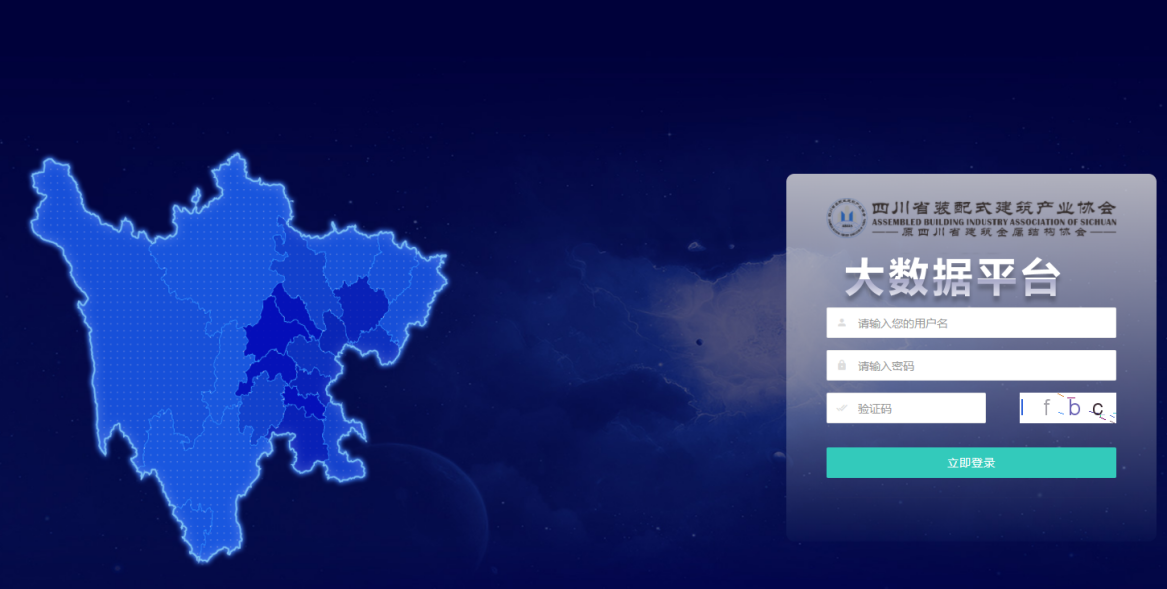 四川省装配式建筑产业协会
ASSEMBLED BUILDING INDUSTRY ASSOCIATION OF SICHUAN
原四川省建筑金属结构协会
大数据平台
请输入您的用户名
请输入密码
验证码
f b c
立即登录